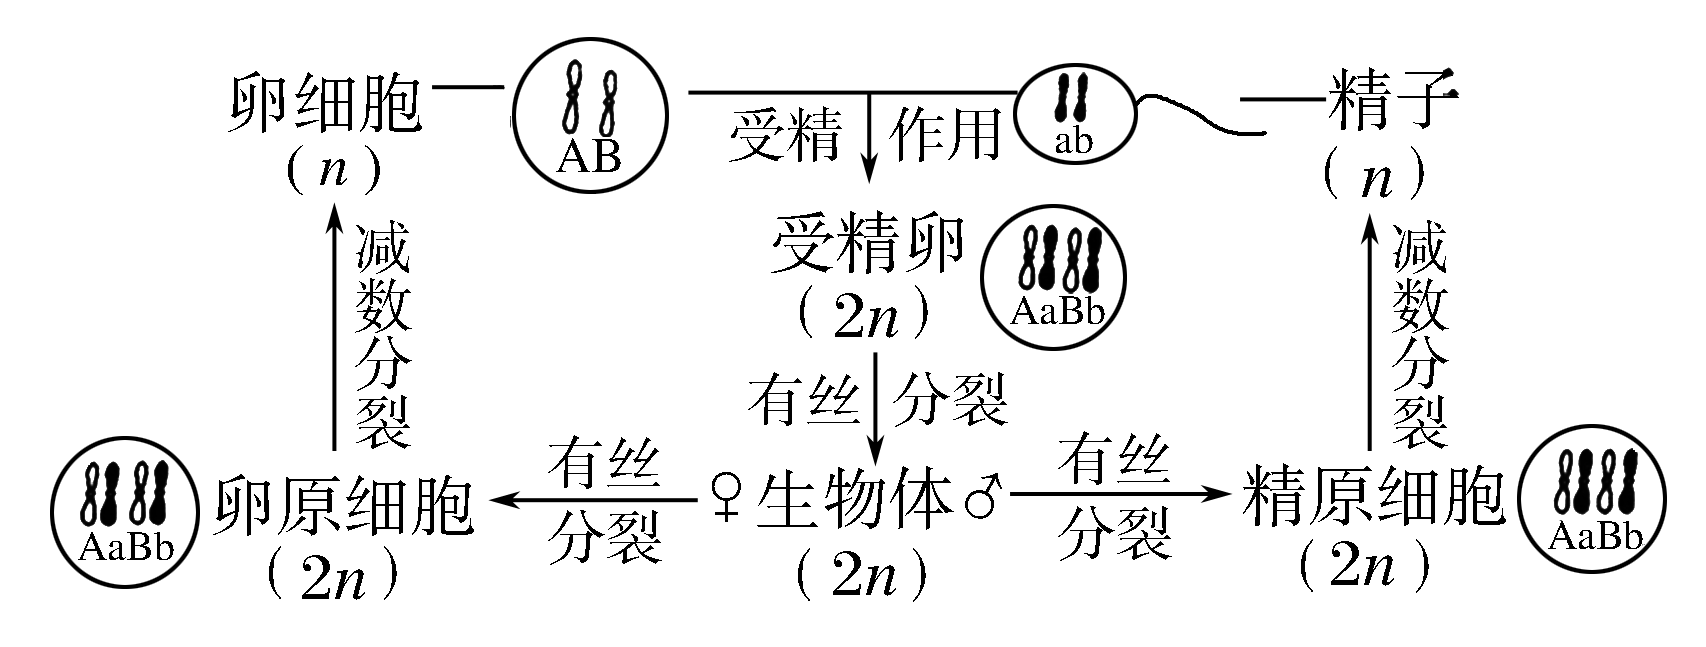 卵细胞
(n)
AB
受精 作用
ab
精子
(n)
减数分裂
受精卵
(2n)
AaBb
减数分裂
有丝 分裂
AaBb
卵原细胞
(2n)
有丝
分裂
♀生物体♂
(2n)
有丝
分裂
精原细胞
(2n)
AaBb